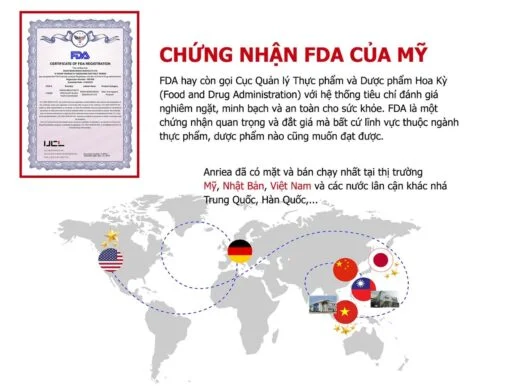 FDA
CERTIFICATE OF FDA REGISTRATION
CHỨNG NHẬN FDA CỦA MỸ
FDA hay còn gọi Cục Quản lý Thực phẩm và Dược phẩm Hoa Kỳ
(Food and Drug Administration) với hệ thống tiêu chí đánh giá
nghiêm ngặt, minh bạch và an toàn cho sức khỏe. FDA là một
chứng nhận quan trọng và đắt giá mà bất cứ lĩnh vực thuộc ngành
thực phẩm, dược phẩm nào cũng muốn đạt được.
Anriea đã có mặt và bán chạy nhất tại thị trường
Mỹ, Nhật Bản, Việt Nam và các nước lân cận khác nhá
Trung Quốc, Hàn Quốc,...